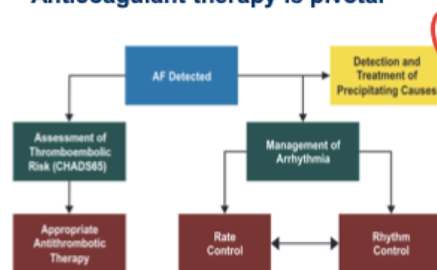 Anticoagulant therapy is pivotal
AF Detected
Detection and
Treatment of
Precipitating Causes
Assessment of
Thromboembolic
Risk (CHADS65)
Management of
Arrhythmia
Appropriate
Antithrombotic
Therapy
Rate
Control
Rhythm
Control